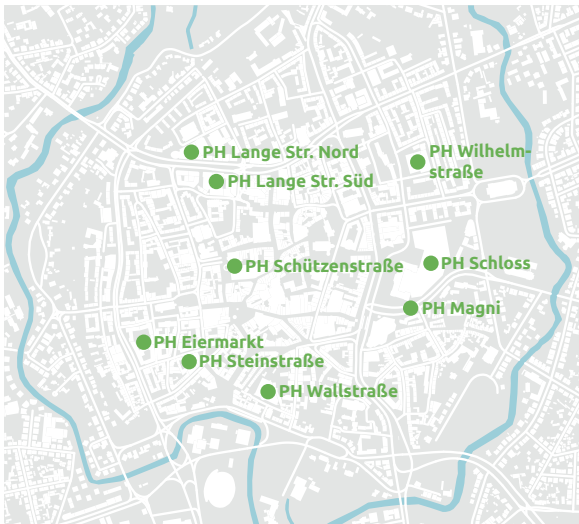 PH Lange Str. Nord
PH Wilhelm-
straße
PH Lange Str. Süd
PH Schützenstraße
PH Schloss
PH Magni
PH Eiermarkt
PH Steinstraße
PH Wallstraße